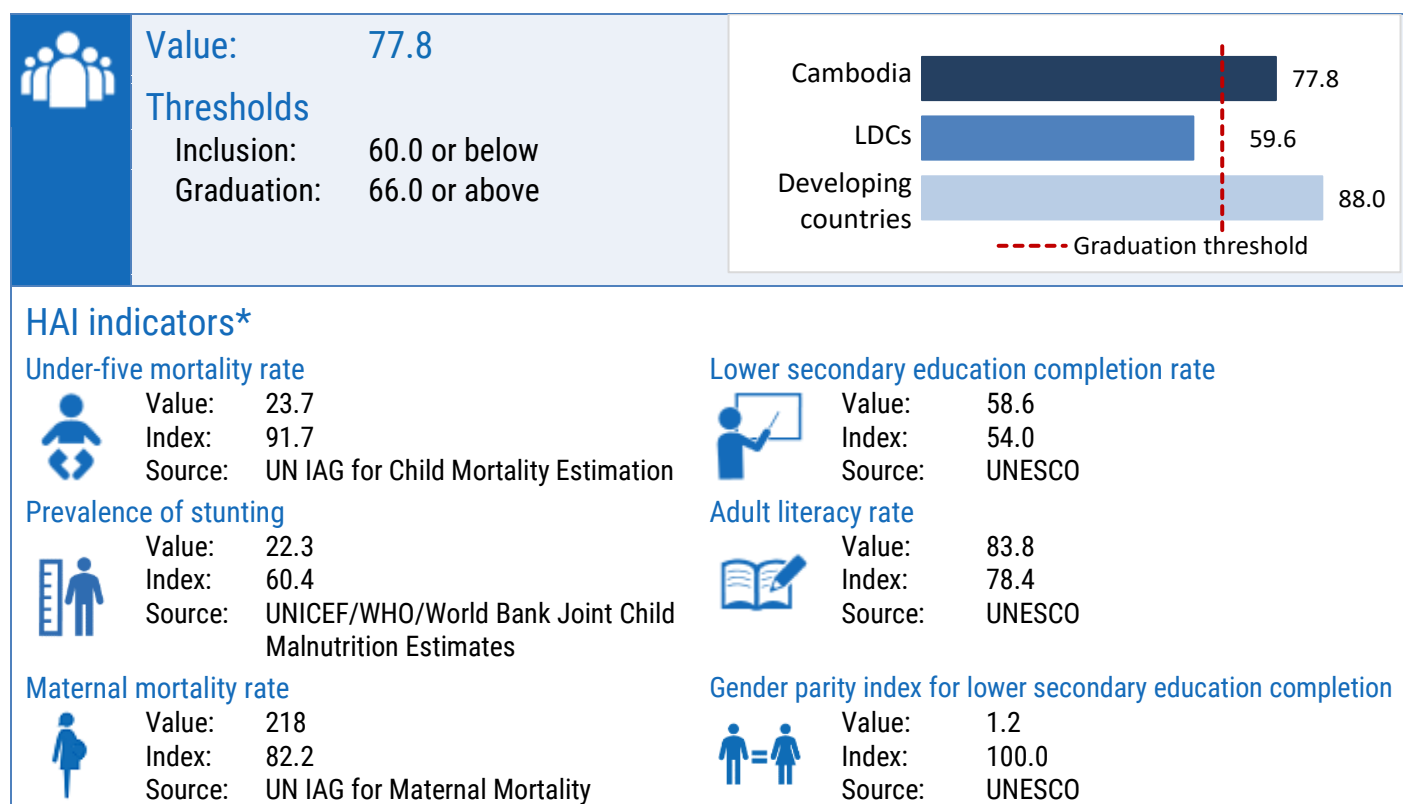 Value: 77.8
Thresholds
Inclusion: 60.0 or below
Graduation: 66.0 or above
Cambodia 77.8
LDCs 59.6
Developing
countries 88.0
Graduation threshold
HAI indicators*
Under-five mortality rate
Value: 23.7
Index: 91.7
Source: UN IAG for Child Mortality Estimation
Prevalence of stunting
Value: 22.3
Index: 60.4
Source: UNICEF/WHO/World Bank Joint Child
Malnutrition Estimates
Maternal mortality rate
Value: 218
Index: 82.2
Source: UN IAG for Maternal Mortality
Lower secondary education completion rate
Value: 58.6
Index: 54.0
Source: UNESCO
Adult literacy rate
Value: 83.8
Index: 78.4
Source: UNESCO
Gender parity index for lower secondary education completion
Value: 1.2
Index: 100.0
Source: UNESCO